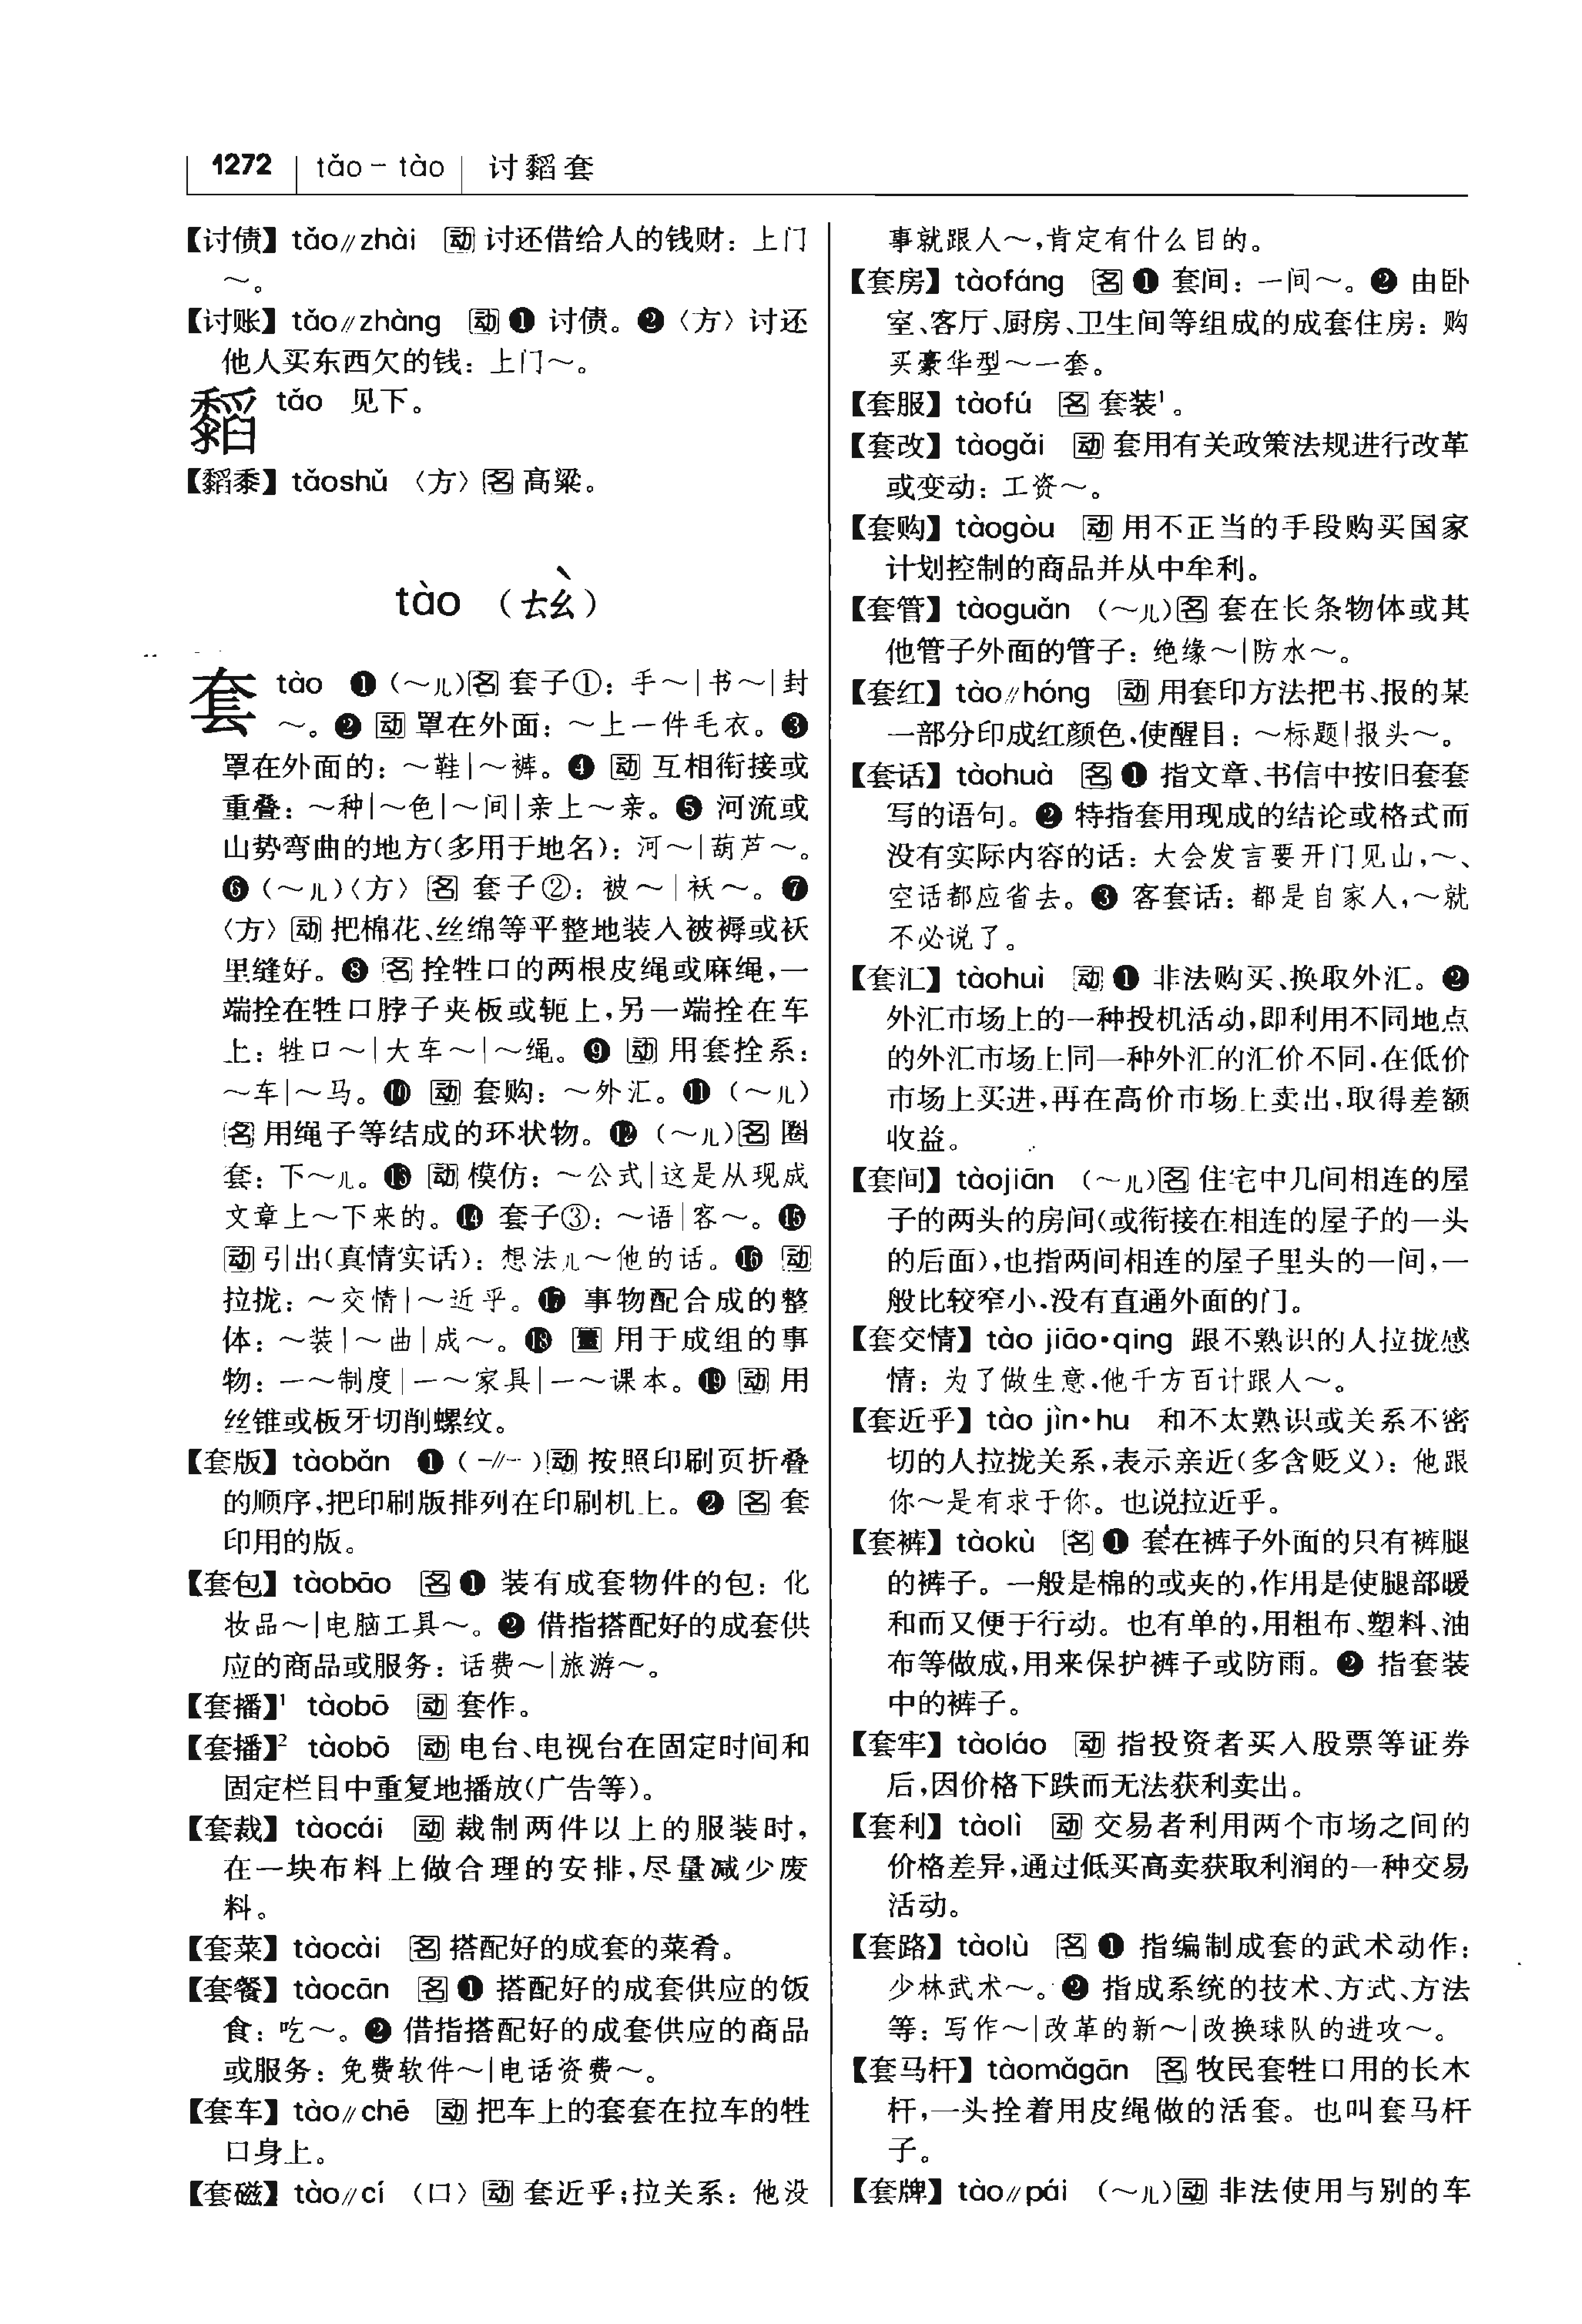 1272 tǎo－tào 讨䵚套
【讨债】 tǎo∥zhài 动 讨还借给人的钱财：上门
～。
【讨账】 tǎo∥zhàng 动 ❶ 讨债。❷〈方〉讨还
他人买东西欠的钱：上门～。
䵚 tǎo 见下。
【䵚黍】 tǎoshǔ 〈方〉名 高粱。
tào （ㄊㄠˋ）
套 tào ❶（～儿）名 套子①：手～｜书～｜封
～。❷ 动 罩在外面：～上一件毛衣。❸
罩在外面的：～鞋｜～裤。❹ 动 互相衔接或
重叠：～种｜～色｜～间｜亲上～亲。❺ 河流或
山势弯曲的地方（多用于地名）：河～｜葫芦～。
❻（～儿）〈方〉名 套子②：被～｜袄～。❼
〈方〉动 把棉花、丝绵等平整地装入被褥或袄
里缝好。❽ 名 拴牲口的两根皮绳或麻绳，一
端拴在牲口脖子夹板或轭上，另一端拴在车
上：牲口～｜大车～｜～绳。❾ 动 用套拴系：
～车｜～马。❿ 动 套购：～外汇。⓫（～儿）
名 用绳子等结成的环状物。⓬（～儿）名 圈
套：下～儿。⓭ 动 模仿：～公式｜这是从现成
文章上～下来的。⓮ 套子③：～语｜客～。⓯
动 引出（真情实话）：想法儿～他的话。⓰ 动
拉拢：～交情｜～近乎。⓱ 事物配合成的整
体：～装｜～曲｜成～。⓲ 量 用于成组的事
物：一～制度｜一～家具｜一～课本。⓳ 动 用
丝锥或板牙切削螺纹。
【套版】 tàobǎn ❶（-∥-）动 按照印刷页折叠
的顺序，把印刷版排列在印刷机上。❷ 名 套
印用的版。
【套包】 tàobāo 名 ❶ 装有成套物件的包：化
妆品～｜电脑工具～。❷ 借指搭配好的成套供
应的商品或服务：话费～｜旅游～。
【套播】¹ tàobō 动 套作。
【套播】² tàobō 动 电台、电视台在固定时间和
固定栏目中重复地播放（广告等）。
【套裁】 tàocái 动 裁制两件以上的服装时，
在一块布料上做合理的安排，尽量减少废
料。
【套菜】 tàocài 名 搭配好的成套的菜肴。
【套餐】 tàocān 名 ❶ 搭配好的成套供应的饭
食：吃～。❷ 借指搭配好的成套供应的商品
或服务：免费软件～｜电话资费～。
【套车】 tào∥chē 动 把车上的套套在拉车的牲
口身上。
【套磁】 tào∥cí （口）动 套近乎；拉关系：他没
事就跟人～，肯定有什么目的。
【套房】 tàofáng 名 ❶ 套间：一间～。❷ 由卧
室、客厅、厨房、卫生间等组成的成套住房：购
买豪华型～一套。
【套服】 tàofú 名 套装¹。
【套改】 tàogǎi 动 套用有关政策法规进行改革
或变动：工资～。
【套购】 tàogòu 动 用不正当的手段购买国家
计划控制的商品并从中牟利。
【套管】 tàoguǎn （～儿）名 套在长条物体或其
他管子外面的管子：绝缘～｜防水～。
【套红】 tào∥hóng 动 用套印方法把书、报的某
一部分印成红颜色，使醒目：～标题｜报头～。
【套话】 tàohuà 名 ❶ 指文章、书信中按旧套套
写的语句。❷ 特指套用现成的结论或格式而
没有实际内容的话：大会发言要开门见山，～、
空话都应省去。❸ 客套话：都是自家人，～就
不必说了。
【套汇】 tàohuì 动 ❶ 非法购买、换取外汇。❷
外汇市场上的一种投机活动，即利用不同地点
的外汇市场上同一种外汇的汇价不同，在低价
市场上买进，再在高价市场上卖出，取得差额
收益。
【套间】 tàojiān （～儿）名 住宅中几间相连的屋
子的两头的房间（或衔接在相连的屋子的一头
的后面），也指两间相连的屋子里头的一间，一
般比较窄小，没有直通外面的门。
【套交情】 tào jiāo·qing 跟不熟识的人拉拢感
情：为了做生意，他千方百计跟人～。
【套近乎】 tào jìn·hu 和不太熟识或关系不密
切的人拉拢关系，表示亲近（多含贬义）：他跟
你～是有求于你。也说拉近乎。
【套裤】 tàokù 名 ❶ 套在裤子外面的只有裤腿
的裤子。一般是棉的或夹的，作用是使腿部暖
和而又便于行动。也有单的，用粗布、塑料、油
布等做成，用来保护裤子或防雨。❷ 指套装
中的裤子。
【套牢】 tàoláo 动 指投资者买入股票等证券
后，因价格下跌而无法获利卖出。
【套利】 tàolì 动 交易者利用两个市场之间的
价格差异，通过低买高卖获取利润的一种交易
活动。
【套路】 tàolù 名 ❶ 指编制成套的武术动作：
少林武术～。❷ 指成系统的技术、方式、方法
等：写作～｜改革的新～｜改换球队的进攻～。
【套马杆】 tàomǎgān 名 牧民套牲口用的长木
杆，一头拴着用皮绳做的活套。也叫套马杆
子。
【套牌】 tào∥pái （～儿）动 非法使用与别的车